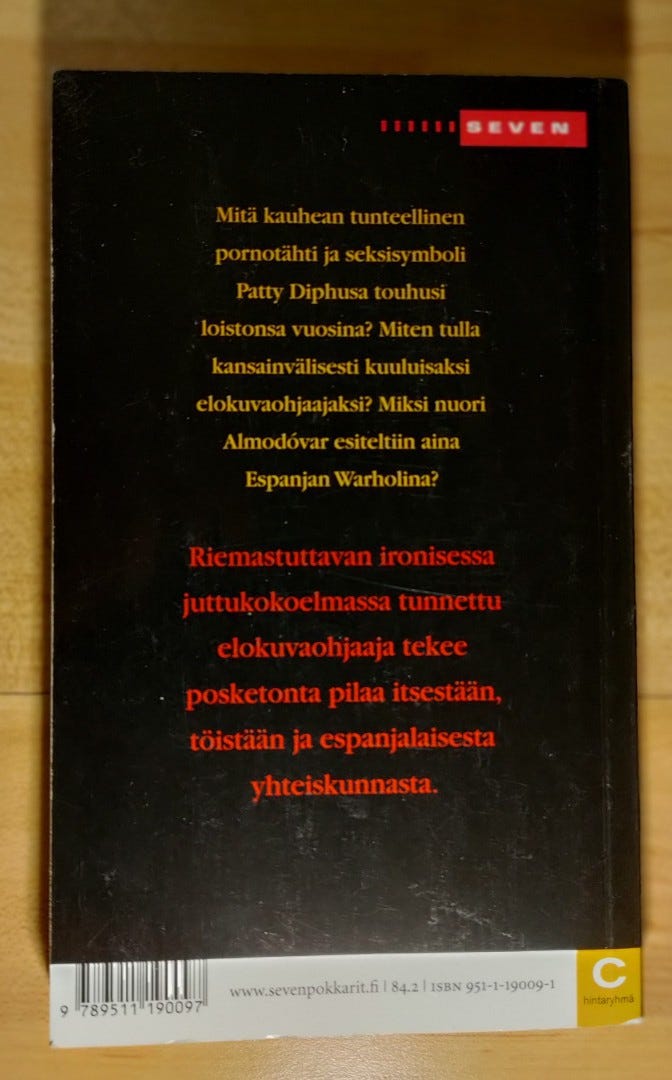 SEVEN
Mitä kauhean tunteellinen
pornotähti ja seksisymboli
Patty Diphusa touhusi
loistonsa vuosina? Miten tulla
kansainvälisesti kuuluisaksi
elokuvaohjaajaksi? Miksi nuori
Almodóvar esiteltiin aina
Espanjan Warholina?
Riemastuttavan ironisessa
juttukokoelmassa tunnettu
elokuvaohjaaja tekee
posketonta pilaa itsestään,
töistään ja espanjalaisesta
yhteiskunnasta.
9 789511 190097
www.sevenpokkarit.fi | 84.2 | ISBN 951-1-19009-1
C
hintaryhmä